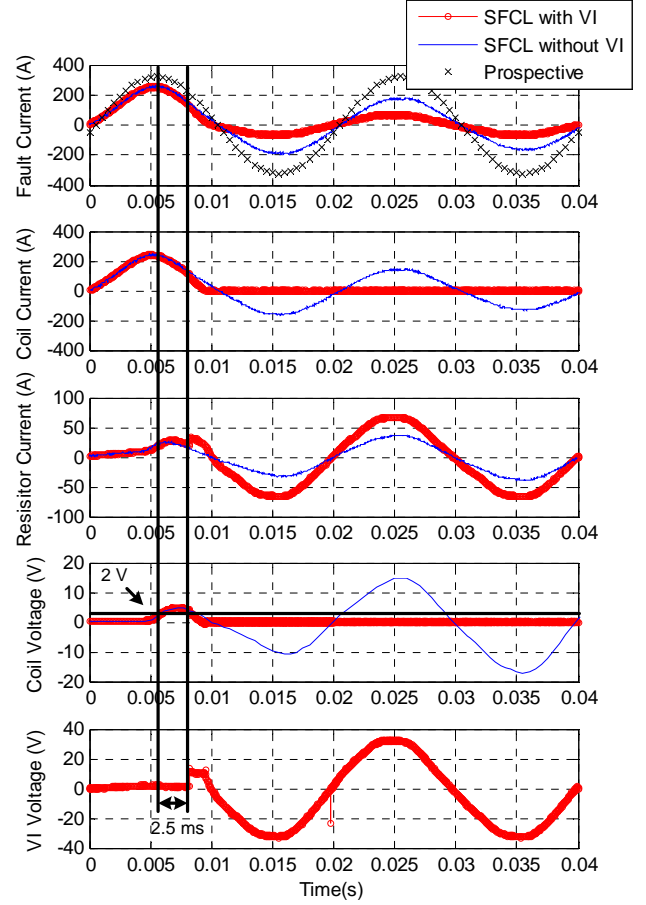 SFCL with VI
SFCL without VI
Prospective
Fault Current (A)
400
200
0
-200
-400
0 0.005 0.01 0.015 0.02 0.025 0.03 0.035 0.04
Coil Current (A)
400
200
0
-200
400
0 0.005 0.01 0.015 0.02 0.025 0.03 0.035 0.04
Resisitor Current (A)
100
50
0
-50
-100
0 0.005 0.01 0.015 0.02 0.025 0.03 0.035 0.04
Coil Voltage (V)
20
10
0
-10
20
2 V
0 0.005 0.01 0.015 0.02 0.025 0.03 0.035 0.04
VI Voltage (V)
40
20
0
-20
-40
2.5 ms
0 0.005 0.01 0.015 0.02 0.025 0.03 0.035 0.04
Time(s)